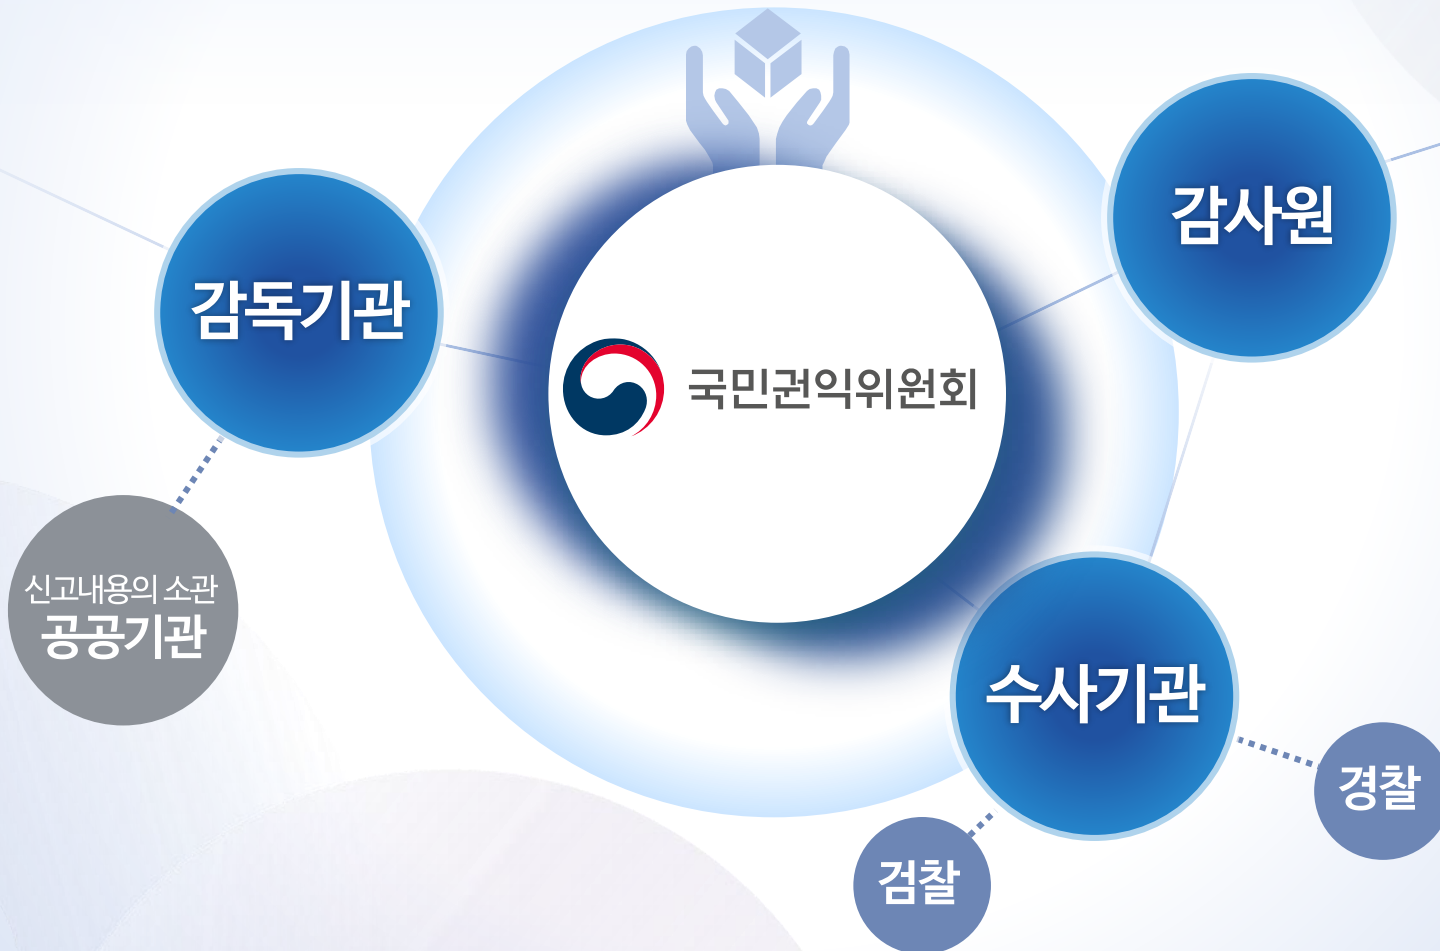 감사원
감독기관
국민권익위원회
신고내용의 소관
공공기관
수사기관
경찰
검찰